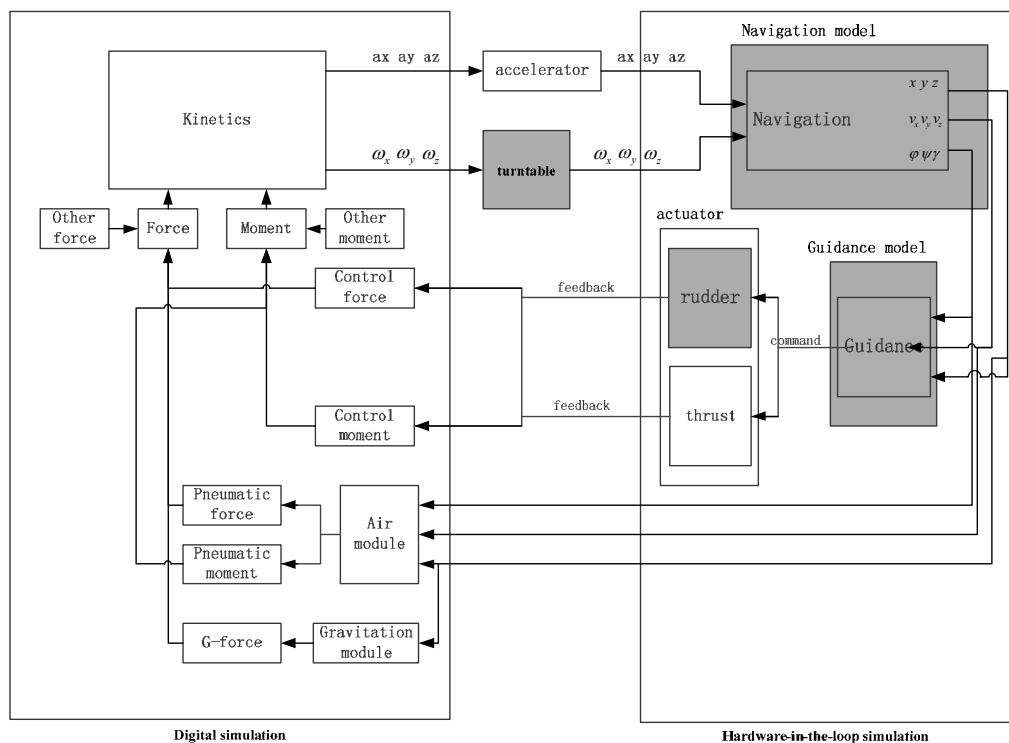 Navigation model
ax ay az
accelerator
ax ay az
x y z
Kinetics
Navigation
vx vy vz
ωx ωy ωz
turntable
ωx ωy ωz
φ ψ γ
Other
force
Force
Moment
Other
moment
actuator
Guidance model
Control
force
feedback
rudder
command
Guidance
Control
moment
feedback
thrust
Pneumatic
force
Air
module
Pneumatic
moment
G-force
Gravitation
module
Digital simulation
Hardware-in-the-loop simulation